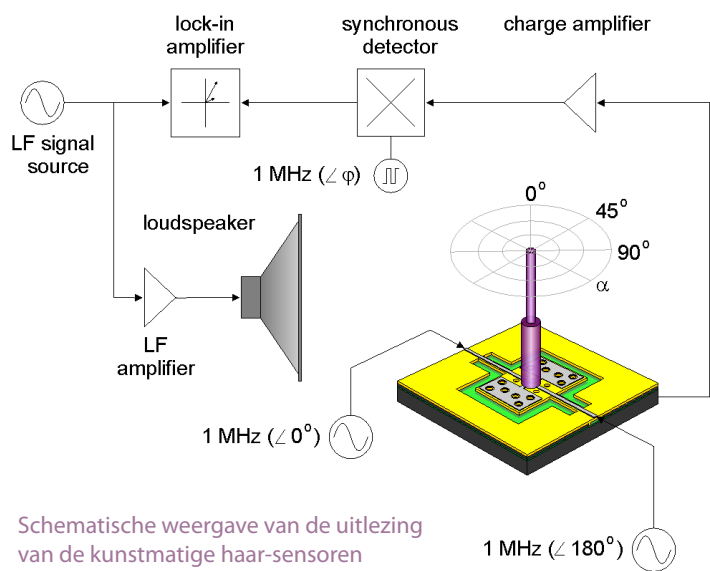 lock-in
amplifier
synchronous
detector
charge amplifier
LF signal
source
1 MHz (∠ φ)
loudspeaker
LF
amplifier
0°
45°
90°
α
1 MHz (∠ 0°)
1 MHz (∠ 180°)
Schematische weergave van de uitlezing
van de kunstmatige haar-sensoren